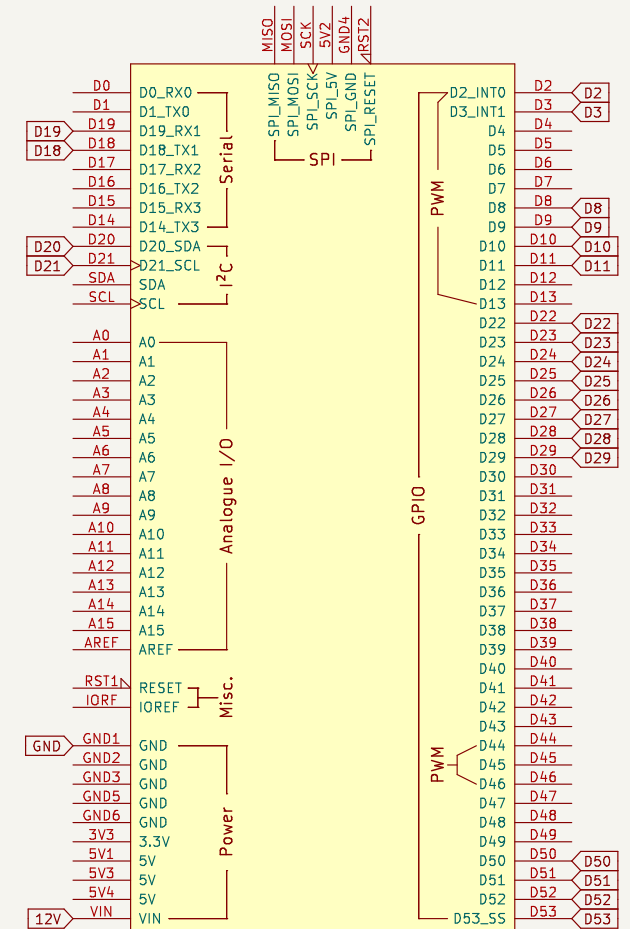 MISO MOSI SCK 5V2 GND4 RST2
SPI_MISO SPI_MOSI SPI_SCK SPI_5V SPI_GND SPI_RESET
SPI
D0 D0_RX0
D1 D1_TX0
D19 D19 D19_RX1
D18 D18 D18_TX1
D17 D17_RX2
D16 D16_TX2
D15 D15_RX3
D14 D14_TX3
Serial
D20 D20 D20_SDA
D21 D21 D21_SCL
SDA SDA
SCL SCL
I²C
A0 A0
A1 A1
A2 A2
A3 A3
A4 A4
A5 A5
A6 A6
A7 A7
A8 A8
A9 A9
A10 A10
A11 A11
A12 A12
A13 A13
A14 A14
A15 A15
AREF AREF
Analogue I/O
RST1 RESET
IORF IOREF
Misc.
GND GND1 GND
GND2 GND
GND3 GND
GND5 GND
GND6 GND
3V3 3.3V
5V1 5V
5V3 5V
5V4 5V
12V VIN VIN
Power
D2_INT0 D2 D2
D3_INT1 D3 D3
D4 D4
D5 D5
D6 D6
D7 D7
D8 D8 D8
D9 D9 D9
D10 D10 D10
D11 D11 D11
D12 D12
D13 D13
PWM
D22 D22 D22
D23 D23 D23
D24 D24 D24
D25 D25 D25
D26 D26 D26
D27 D27 D27
D28 D28 D28
D29 D29 D29
D30 D30
D31 D31
D32 D32
D33 D33
D34 D34
D35 D35
D36 D36
D37 D37
D38 D38
D39 D39
D40 D40
D41 D41
D42 D42
D43 D43
D44 D44
D45 D45
D46 D46
PWM
D47 D47
D48 D48
D49 D49
D50 D50 D50
D51 D51 D51
D52 D52 D52
D53_SS D53 D53
GPIO